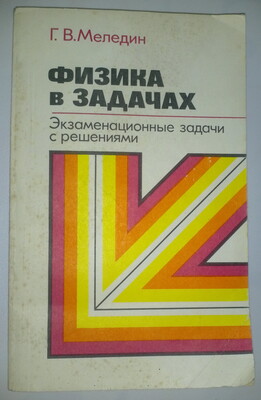 Г. В. Меледин
ФИЗИКА
В ЗАДАЧАХ
Экзаменационные задачи
с решениями